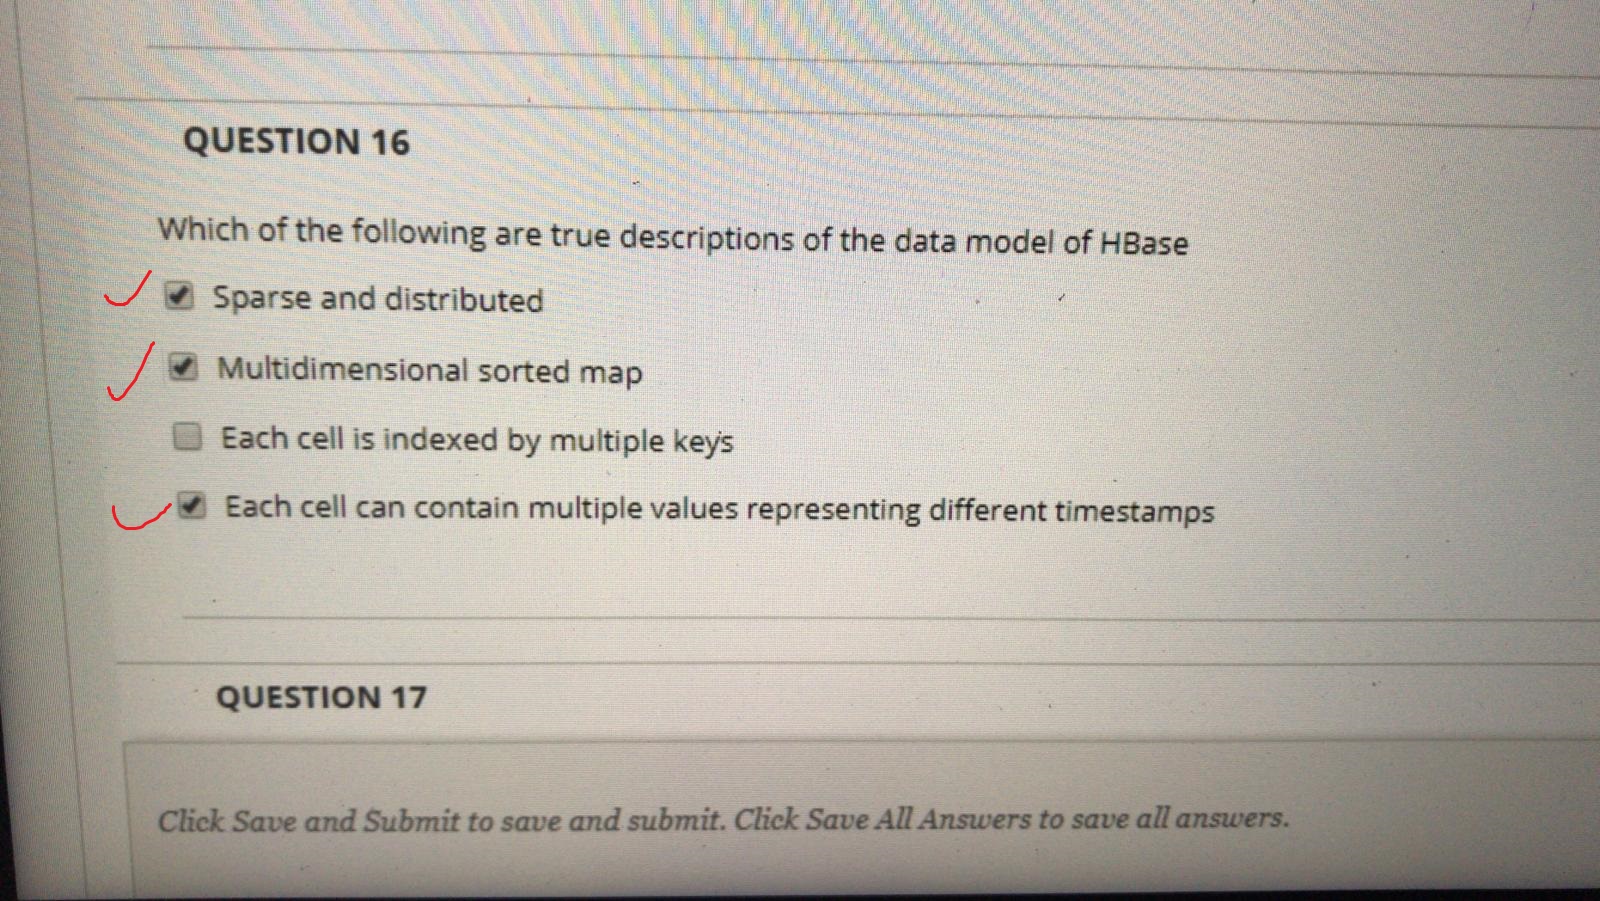 QUESTION 16
Which of the following are true descriptions of the data model of HBase
Sparse and distributed
Multidimensional sorted map
Each cell is indexed by multiple keys
Each cell can contain multiple values representing different timestamps
QUESTION 17
Click Save and Submit to save and submit. Click Save All Answers to save all answers.